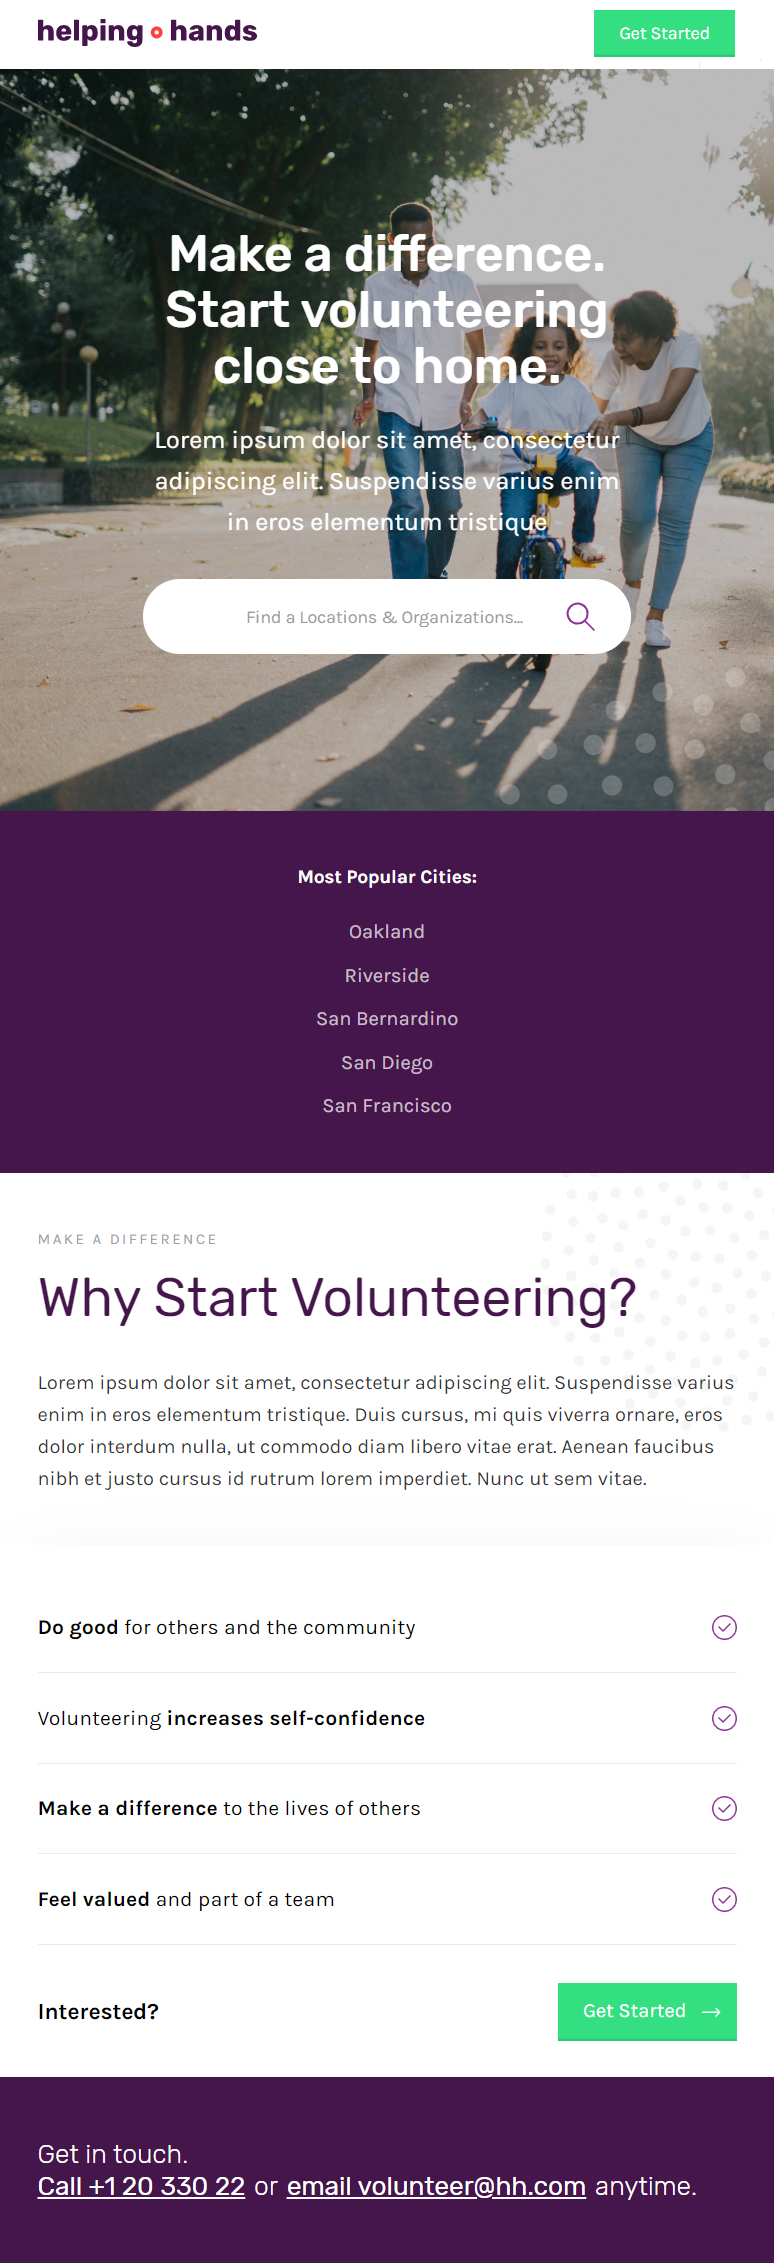 helping hands
Get Started
Make a difference.
Start volunteering
close to home.
Lorem ipsum dolor sit amet, consectetur
adipiscing elit. Suspendisse varius enim
in eros elementum tristique
Find a Locations & Organizations...
Most Popular Cities:
Oakland
Riverside
San Bernardino
San Diego
San Francisco
MAKE A DIFFERENCE
Why Start Volunteering?
Lorem ipsum dolor sit amet, consectetur adipiscing elit. Suspendisse varius
enim in eros elementum tristique. Duis cursus, mi quis viverra ornare, eros
dolor interdum nulla, ut commodo diam libero vitae erat. Aenean faucibus
nibh et justo cursus id rutrum lorem imperdiet. Nunc ut sem vitae.
Do good for others and the community
Volunteering increases self-confidence
Make a difference to the lives of others
Feel valued and part of a team
Interested?
Get Started →
Get in touch.
Call +1 20 330 22 or email volunteer@hh.com anytime.